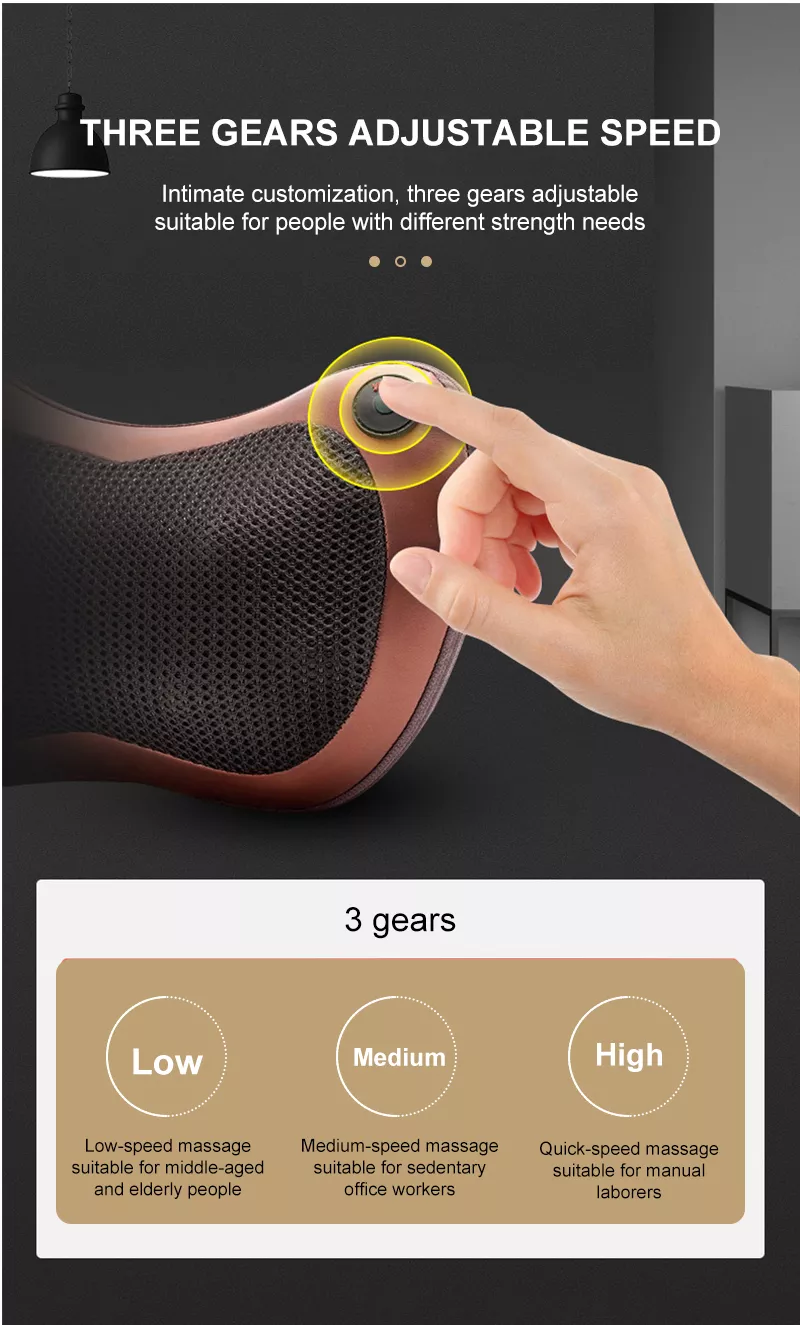 THREE GEARS ADJUSTABLE SPEED
Intimate customization, three gears adjustable
suitable for people with different strength needs
3 gears
Low
Medium
High
Low-speed massage
suitable for middle-aged
and elderly people
Medium-speed massage
suitable for sedentary
office workers
Quick-speed massage
suitable for manual
laborers